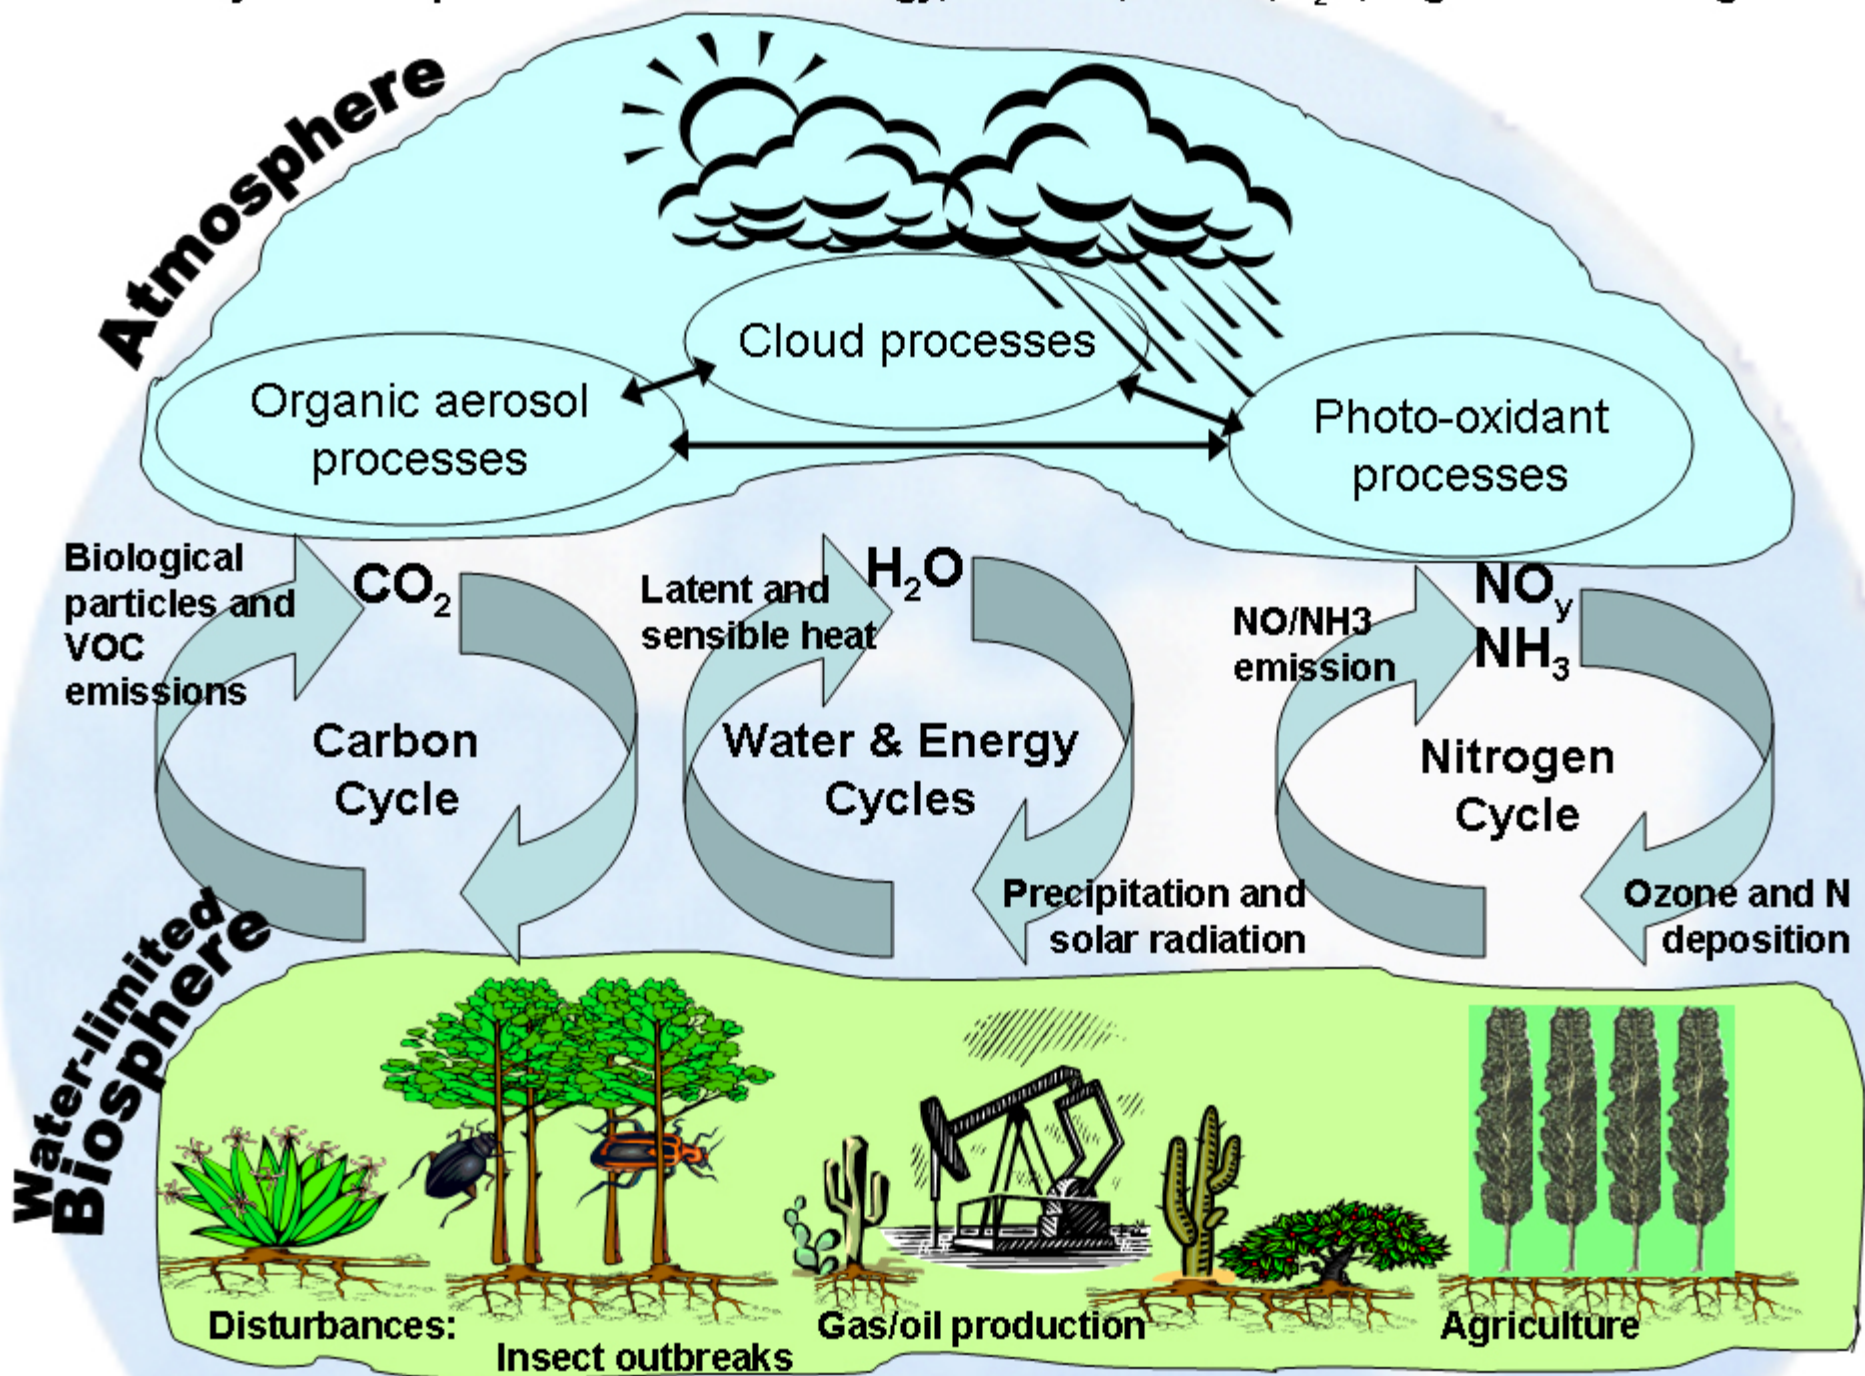 Atmosphere
Cloud processes
Organic aerosol
processes
Photo-oxidant
processes
Biological
particles and
VOC
emissions
CO₂
Carbon
Cycle
Latent and
sensible heat
H₂O
Water & Energy
Cycles
Precipitation and
solar radiation
NO/NH3
emission
NOᵧ
NH₃
Nitrogen
Cycle
Ozone and N
deposition
Water-limited
Biosphere
Disturbances:
Insect outbreaks
Gas/oil production
Agriculture